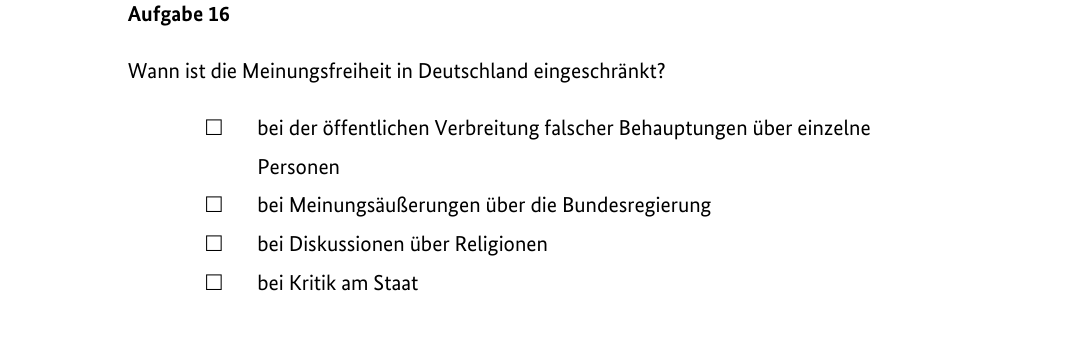 Aufgabe 16
Wann ist die Meinungsfreiheit in Deutschland eingeschränkt?
☐ bei der öffentlichen Verbreitung falscher Behauptungen über einzelne
Personen
☐ bei Meinungsäußerungen über die Bundesregierung
☐ bei Diskussionen über Religionen
☐ bei Kritik am Staat